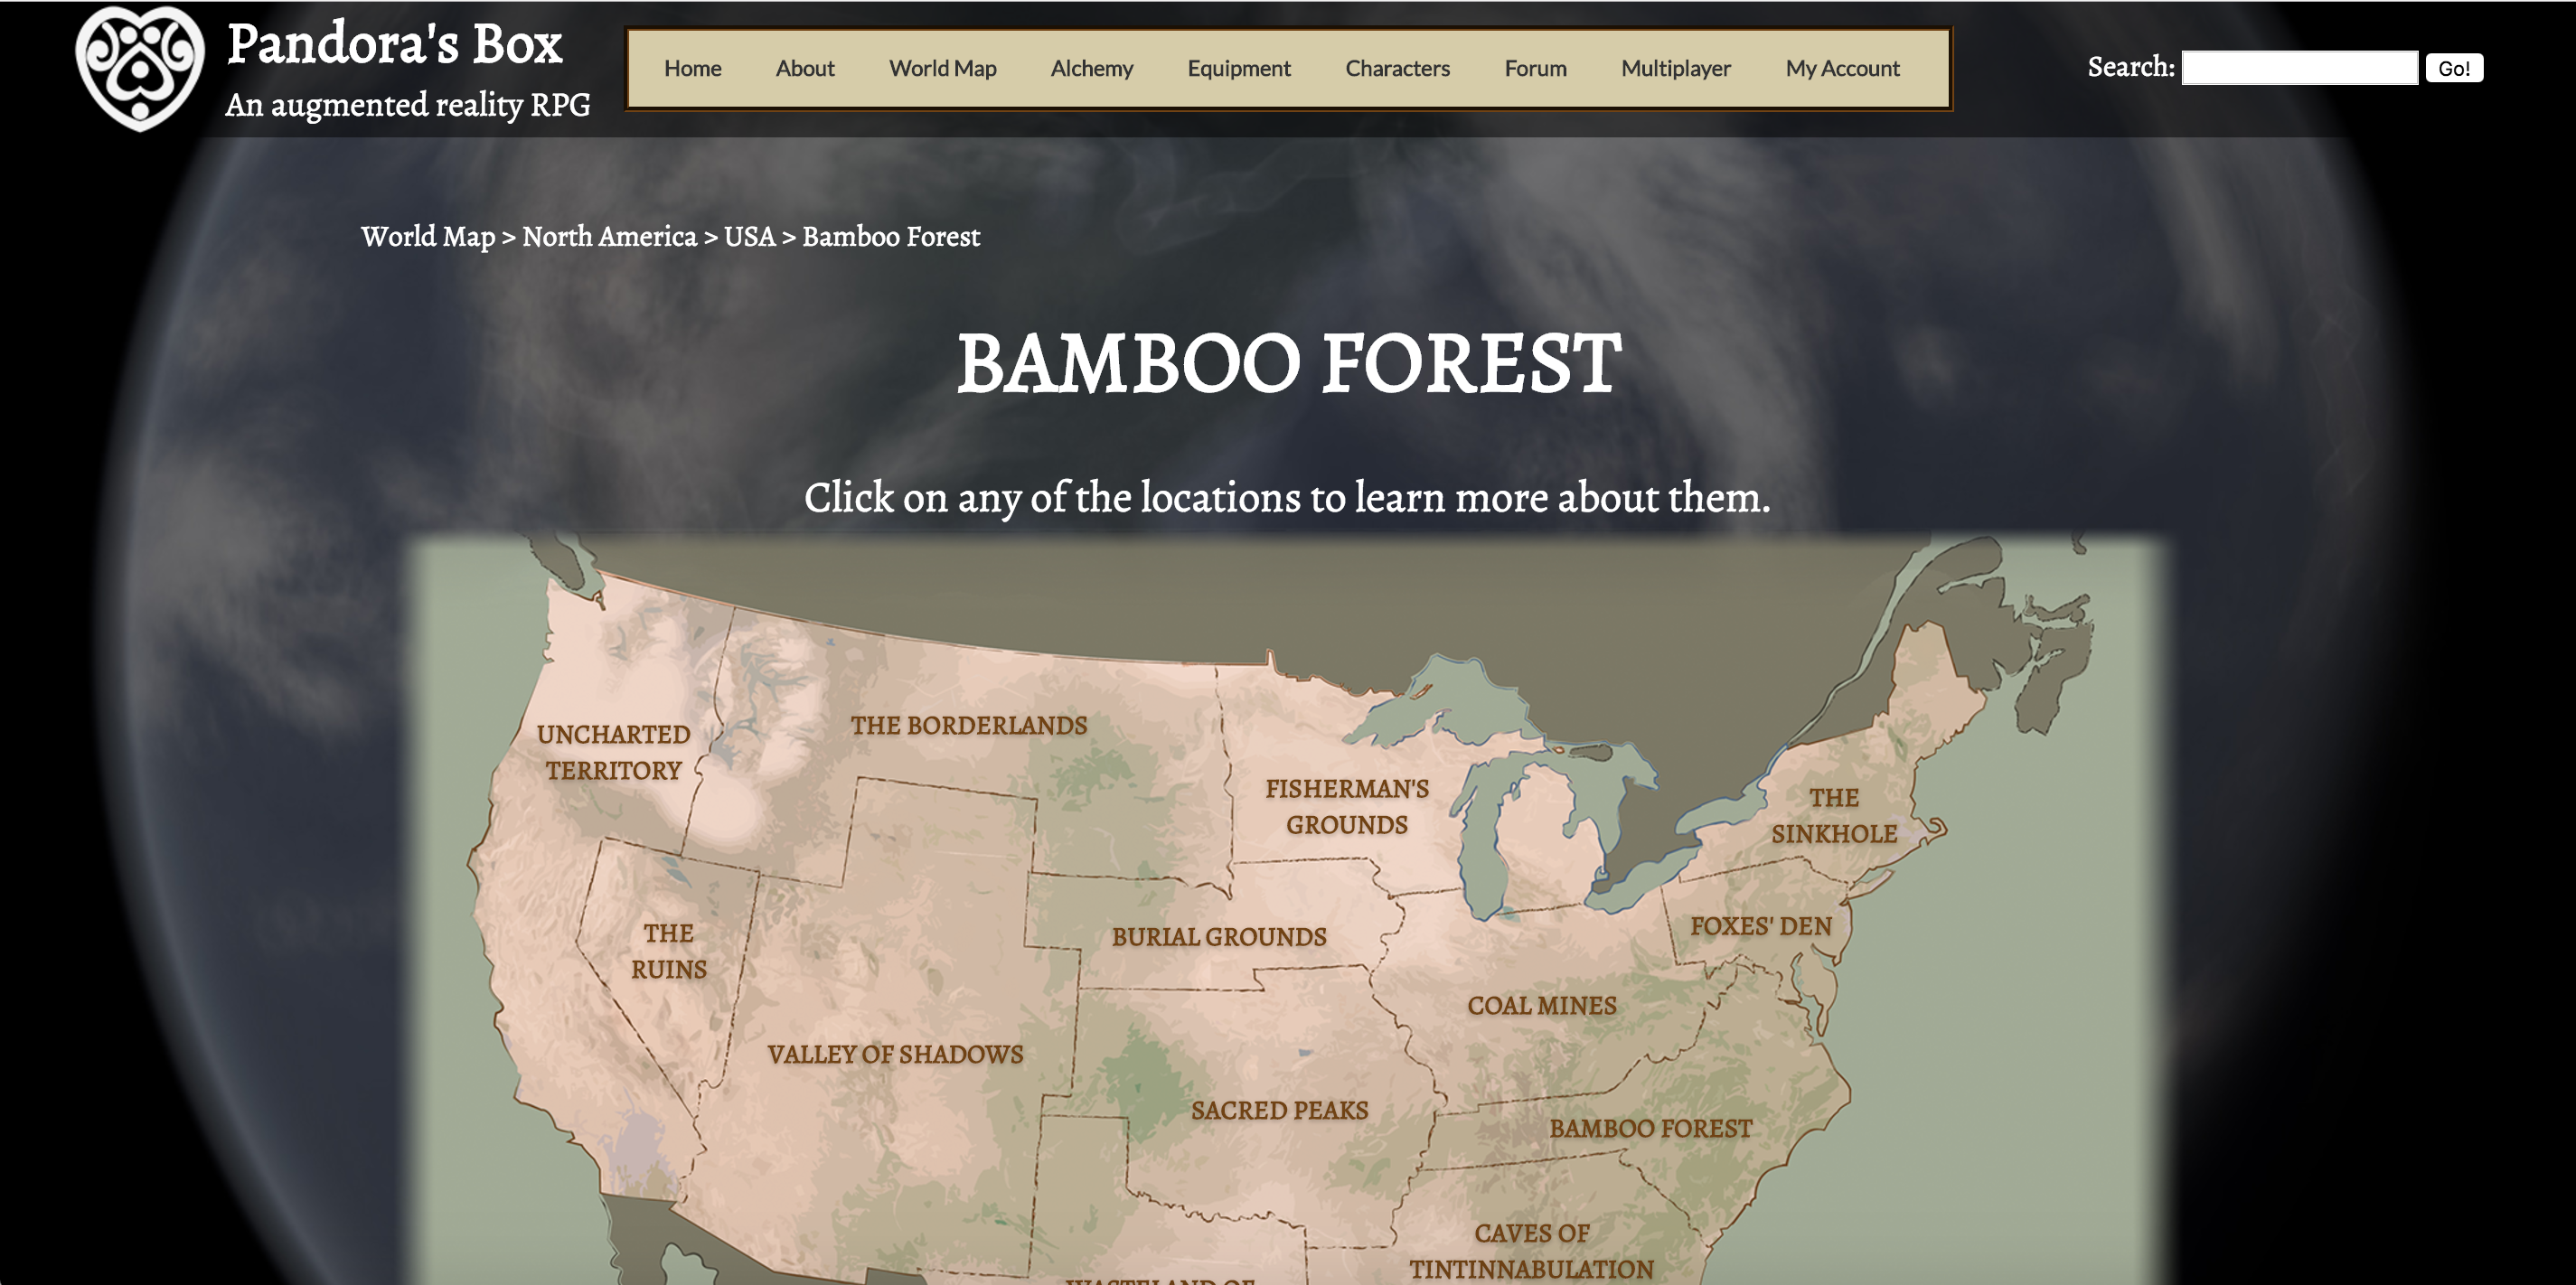 Pandora's Box
An augmented reality RPG
Home About World Map Alchemy Equipment Characters Forum Multiplayer My Account
Search: Go!
World Map > North America > USA > Bamboo Forest
BAMBOO FOREST
Click on any of the locations to learn more about them.
UNCHARTED
TERRITORY
THE BORDERLANDS
FISHERMAN'S
GROUNDS
THE
SINKHOLE
THE
RUINS
BURIAL GROUNDS
FOXES' DEN
COAL MINES
VALLEY OF SHADOWS
SACRED PEAKS
BAMBOO FOREST
CAVES OF
TINTINNABULATION
WASTELAND OF